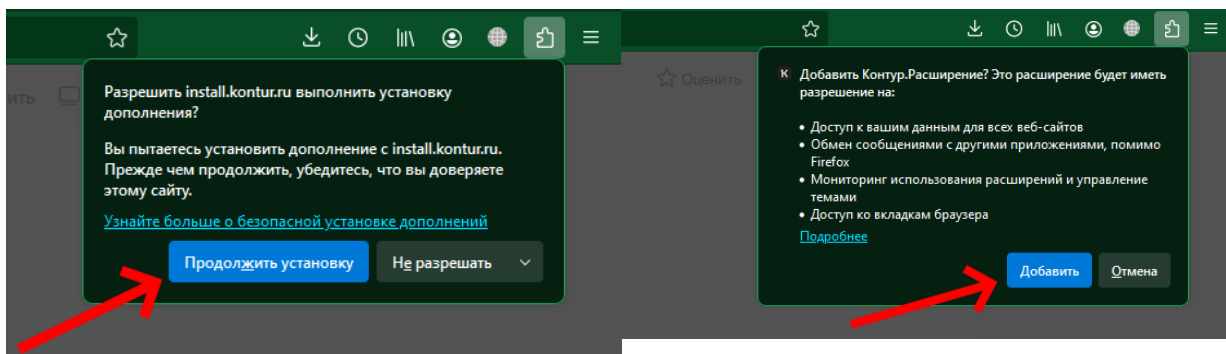 ить
Разрешить install.kontur.ru выполнить установку
дополнения?
Вы пытаетесь установить дополнение с install.kontur.ru.
Прежде чем продолжить, убедитесь, что вы доверяете
этому сайту.
Узнайте больше о безопасной установке дополнений
Продолжить установку
Не разрешать
Оценить
K Добавить Контур.Расширение? Это расширение будет иметь
разрешение на:
• Доступ к вашим данным для всех веб-сайтов
• Обмен сообщениями с другими приложениями, помимо
Firefox
• Мониторинг использования расширений и управление
темами
• Доступ ко вкладкам браузера
Подробнее
Добавить
Отмена